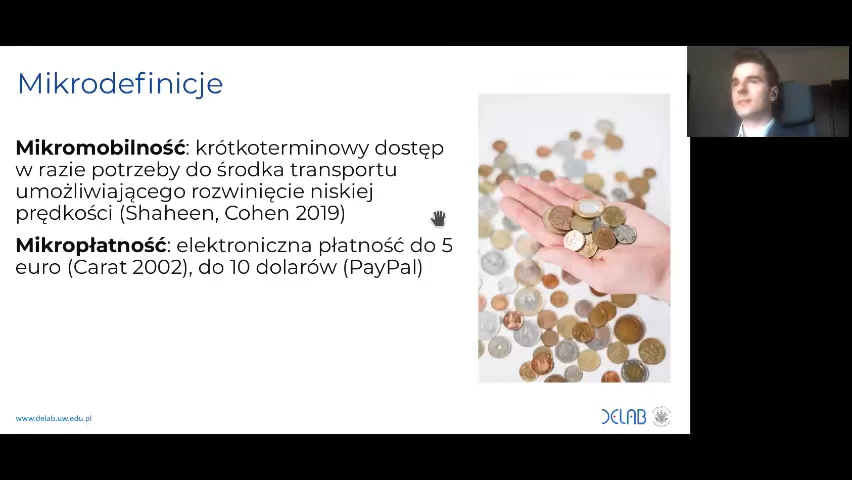 Mikrodefinicje
Mikromobilność: krótkoterminowy dostęp
w razie potrzeby do środka transportu
umożliwiającego rozwinięcie niskiej
prędkości (Shaheen, Cohen 2019)
Mikropłatność: elektroniczna płatność do 5
euro (Carat 2002), do 10 dolarów (PayPal)
www.delab.uw.edu.pl
DELAB